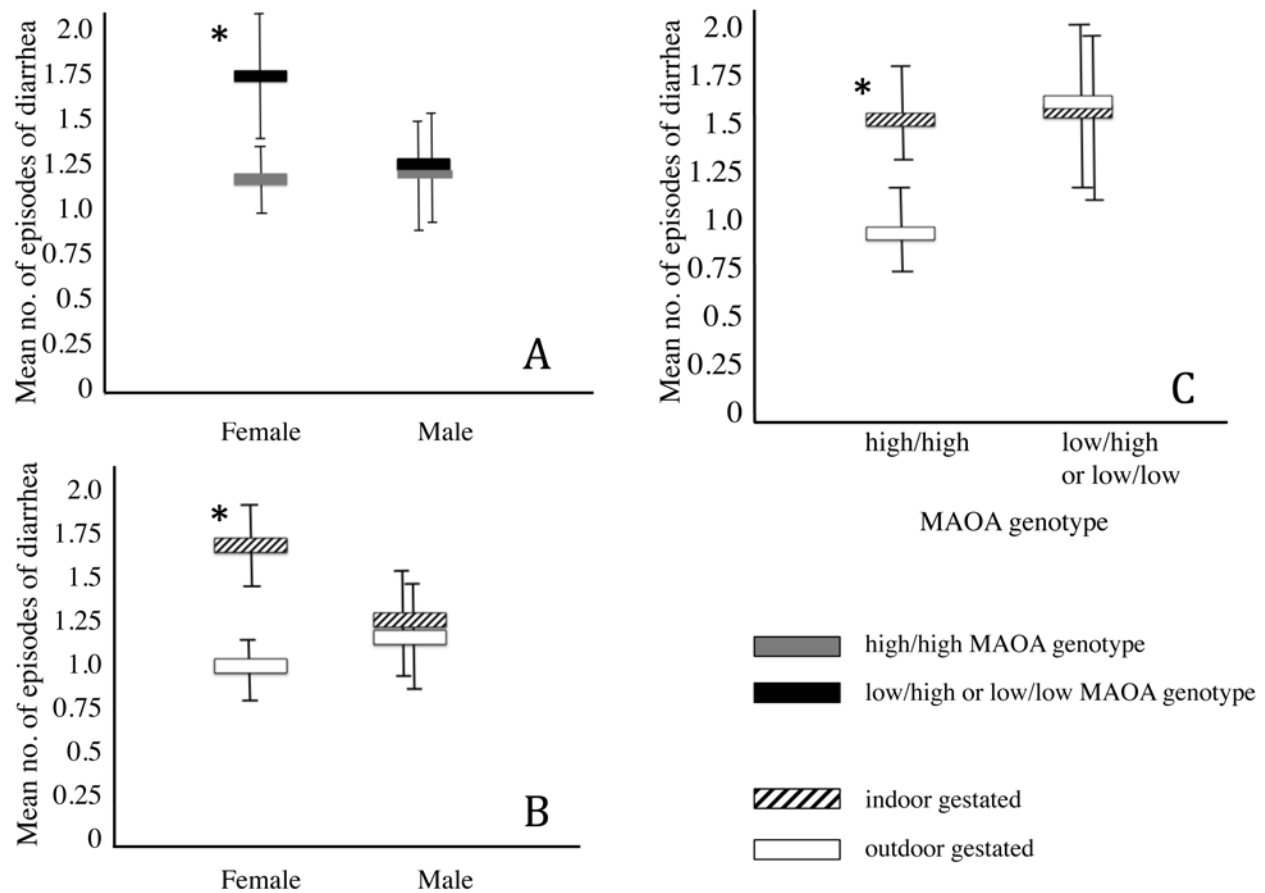 Mean no. of episodes of diarrhea
2.0
1.75
1.5
1.25
1.0
0.75
0.5
0.25
0
*
A
Female
Male
Mean no. of episodes of diarrhea
2.0
1.75
1.5
1.25
1.0
0.75
0.5
0.25
0
*
B
Female
Male
Mean no. of episodes of diarrhea
2.0
1.75
1.5
1.25
1.0
0.75
0.5
0.25
0
*
C
high/high
low/high
or low/low
MAOA genotype
high/high MAOA genotype
low/high or low/low MAOA genotype
indoor gestated
outdoor gestated